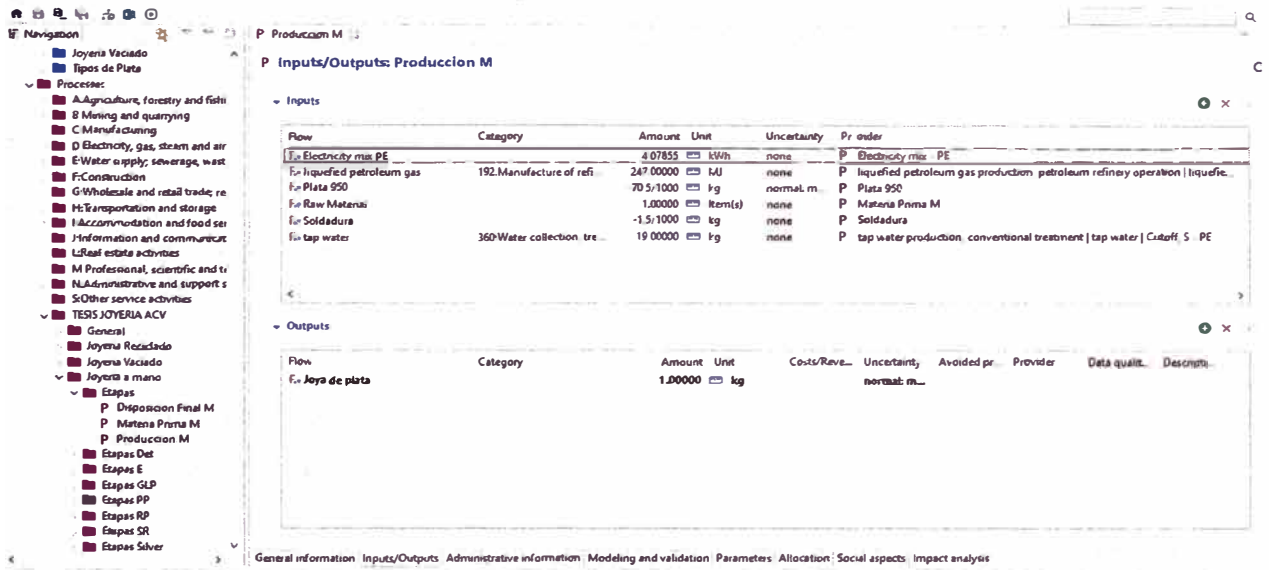 Navigation
Joyeria Vaciado
Tipos de Plata
Processes
A:Agriculture, forestry and fishi
B:Mining and quarrying
C:Manufacturing
D:Electricity, gas, steam and air
E:Water supply; sewerage, wast
F:Construction
G:Wholesale and retail trade; re
H:Transportation and storage
I:Accommodation and food ser
J:Information and communicat
L:Real estate activities
M:Professional, scientific and te
N:Administrative and support s
S:Other service activities
TESIS JOYERIA ACV
General
Joyeria Reciclado
Joyeria Vaciado
Joyeria a mano
Etapas
P Disposicion Final M
P Materia Prima M
P Produccion M
Etapas Det
Etapas E
Etapas GLP
Etapas PP
Etapas RP
Etapas SR
Etapas Silver
P Produccion M
P Inputs/Outputs: Produccion M
Inputs
Flow Category Amount Unit Uncertainty Provider
Electricity mix PE 4.07855 kWh none P Electricity mix - PE
liquefied petroleum gas 192:Manufacture of refi 247.00000 MJ none P liquefied petroleum gas production, petroleum refinery operation | liquefie...
Plata 950 70.5/1000 kg normal: m P Plata 950
Raw Material 1.00000 Item(s) none P Materia Prima M
Soldadura -1.5/1000 kg none P Soldadura
tap water 360:Water collection, tre 19.00000 kg none P tap water production, conventional treatment | tap water | Cutoff, S - PE
Outputs
Flow Category Amount Unit Costs/Reve... Uncertainty Avoided pr... Provider Data qualit... Descripti...
Joya de plata 1.00000 kg normal: m...
General information Inputs/Outputs Administrative information Modeling and validation Parameters Allocation Social aspects Impact analysis